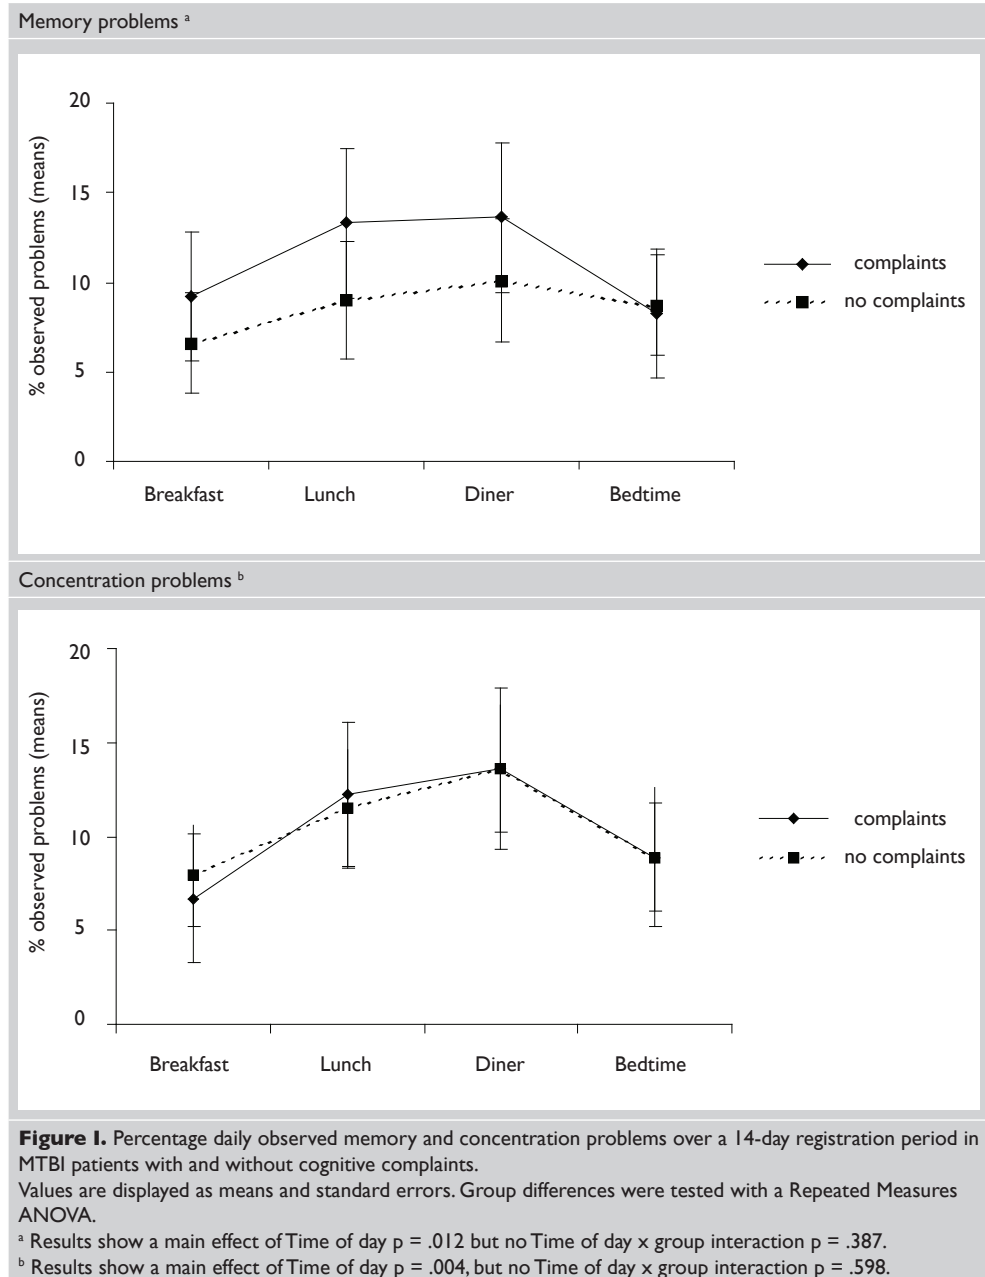 Memory problems a
20
15
10
5
0
% observed problems (means)
Breakfast Lunch Diner Bedtime
complaints
no complaints
Concentration problems b
20
15
10
5
0
% observed problems (means)
Breakfast Lunch Diner Bedtime
complaints
no complaints
Figure 1. Percentage daily observed memory and concentration problems over a 14-day registration period in
MTBI patients with and without cognitive complaints.
Values are displayed as means and standard errors. Group differences were tested with a Repeated Measures
ANOVA.
a Results show a main effect of Time of day p = .012 but no Time of day x group interaction p = .387.
b Results show a main effect of Time of day p = .004, but no Time of day x group interaction p = .598.